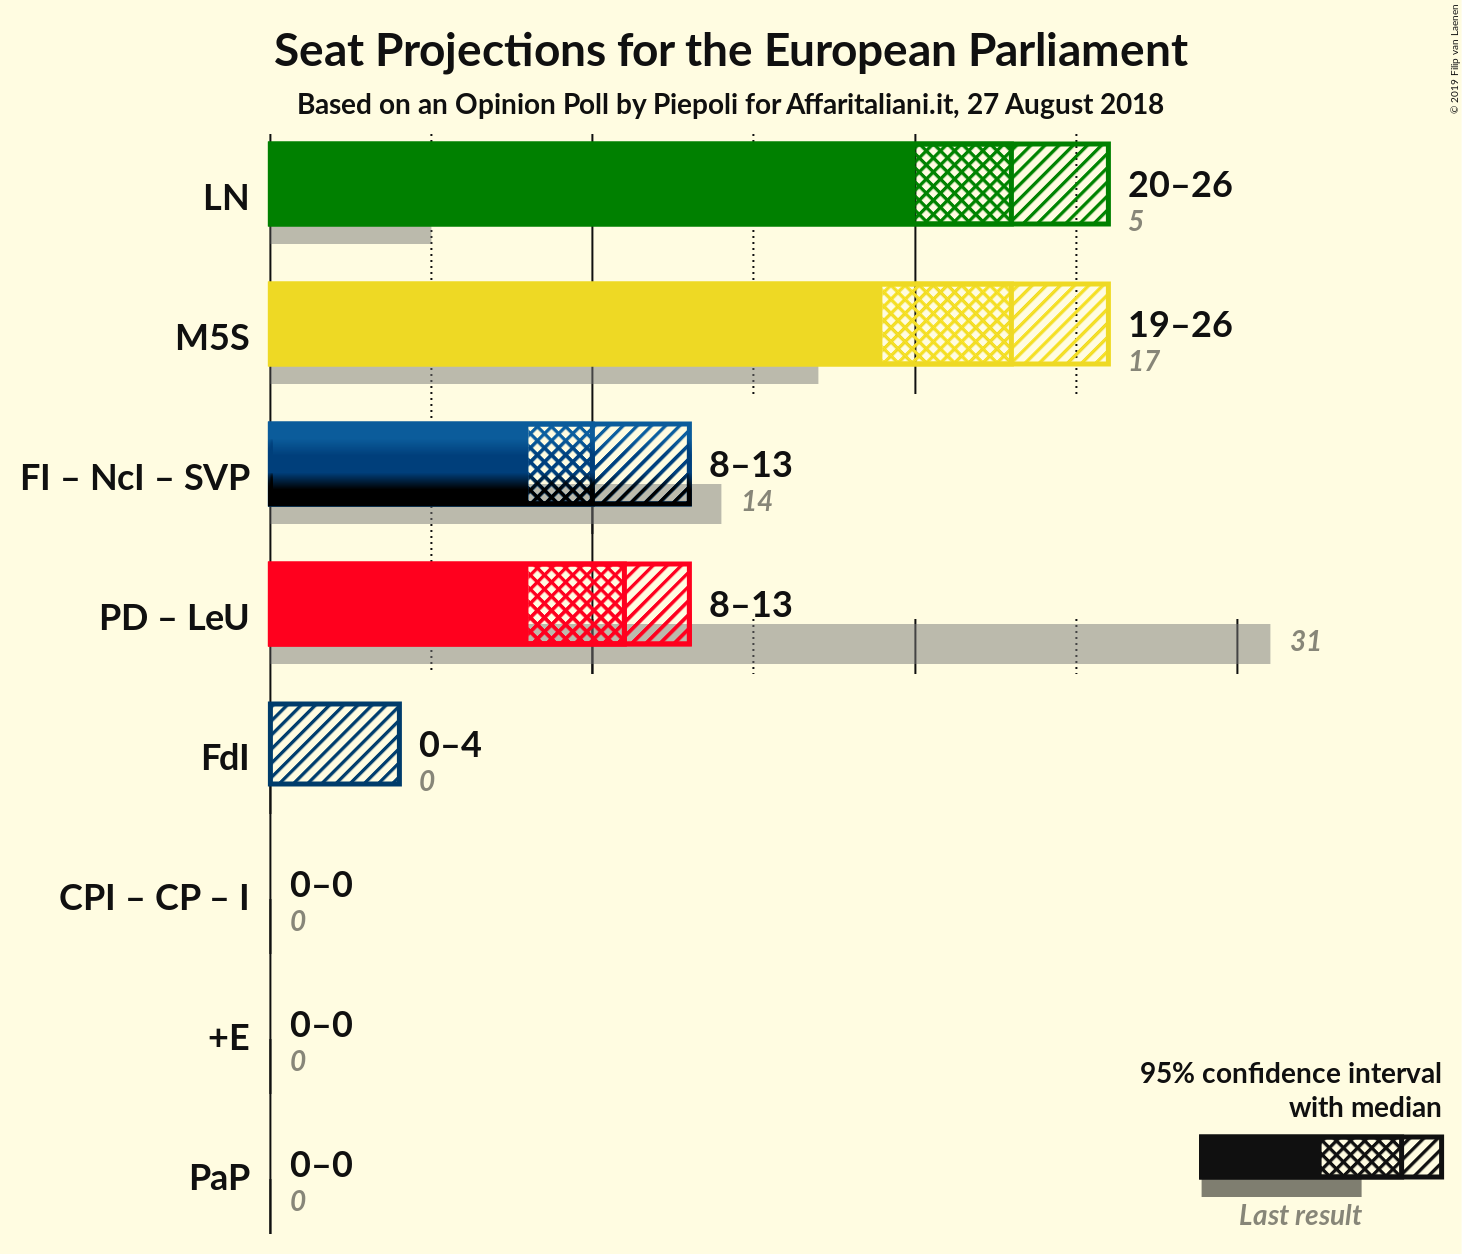 Seat Projections for the European Parliament
Based on an Opinion Poll by Piepoli for Affaritaliani.it, 27 August 2018
© 2019 Filip van Laenen
LN
20–26
5
M5S
19–26
17
FI – NcI – SVP
8–13
14
PD – LeU
8–13
31
FdI
0–4
0
CPI – CP – I
0–0
0
+E
0–0
0
PaP
0–0
0
95% confidence interval
with median
Last result